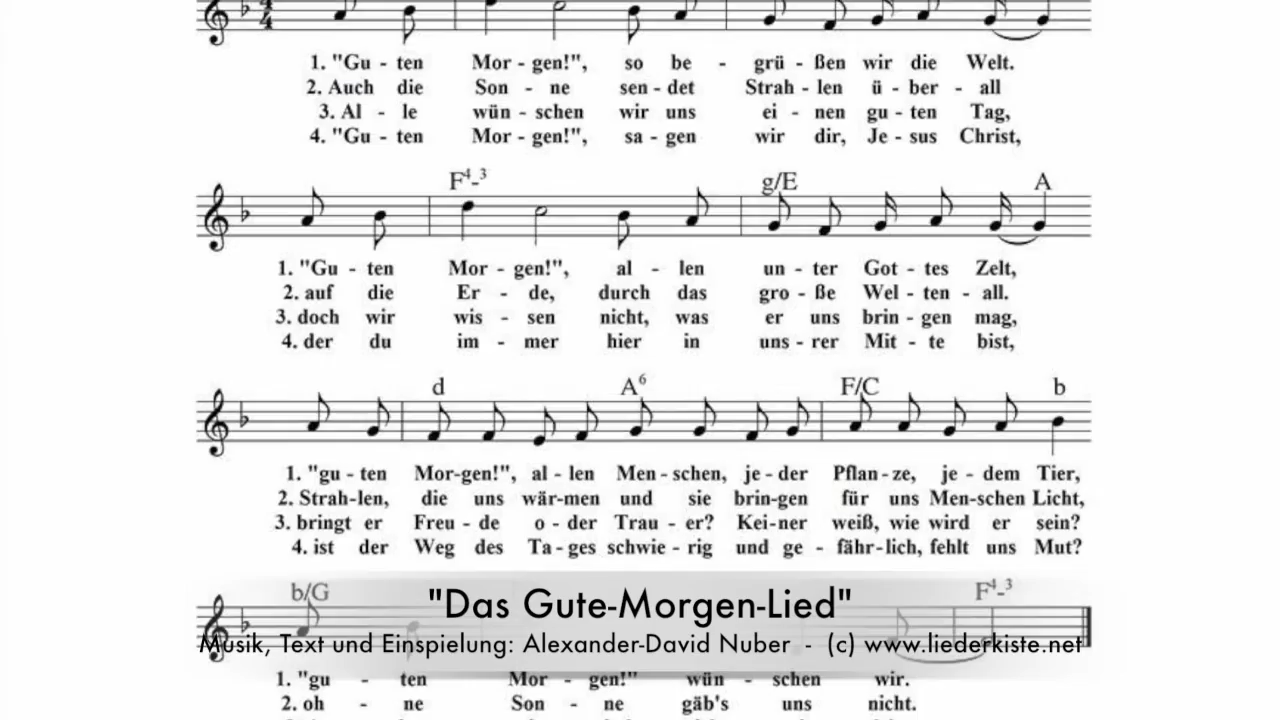 1. "Gu - ten Mor - gen!", so be - grü - ßen wir die Welt.
2. Auch die Son - ne sen - det Strah - len ü - ber - all
3. Al - le wün - schen wir uns ei - nen gu - ten Tag,
4. "Gu - ten Mor - gen!", sa - gen wir dir, Je - sus Christ,
F4-3 g/E A
1. "Gu - ten Mor - gen!", al - len un - ter Got - tes Zelt,
2. auf die Er - de, durch das gro - ße Wel - ten - all.
3. doch wir wis - sen nicht, was er uns brin - gen mag,
4. der du im - mer hier in uns - rer Mit - te bist,
d A6 F/C b
1. "gu - ten Mor-gen!", al - len Men - schen, je - der Pflan - ze, je - dem Tier,
2. Strah-len, die uns wär-men und sie brin-gen für uns Men-schen Licht,
3. bringt er Freu - de o - der Trau - er? Kei-ner weiß, wie wird er sein?
4. ist der Weg des Ta - ges schwie - rig und ge - fähr-lich, fehlt uns Mut?
b/G F4-3
"Das Gute-Morgen-Lied"
Musik, Text und Einspielung: Alexander-David Nuber - (c) www.liederkiste.net
1. "gu - ten Mor - gen!" wün - schen wir.
2. oh - ne Son - ne gäb's uns nicht.